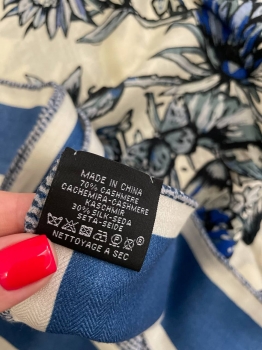 MADE IN CHINA
70% CASHMERE
CACHEMIRA-CASHMERE
KASCHMIR
30% SILK-SEDA
SETA-SEIDE
NETTOYAGE A SEC